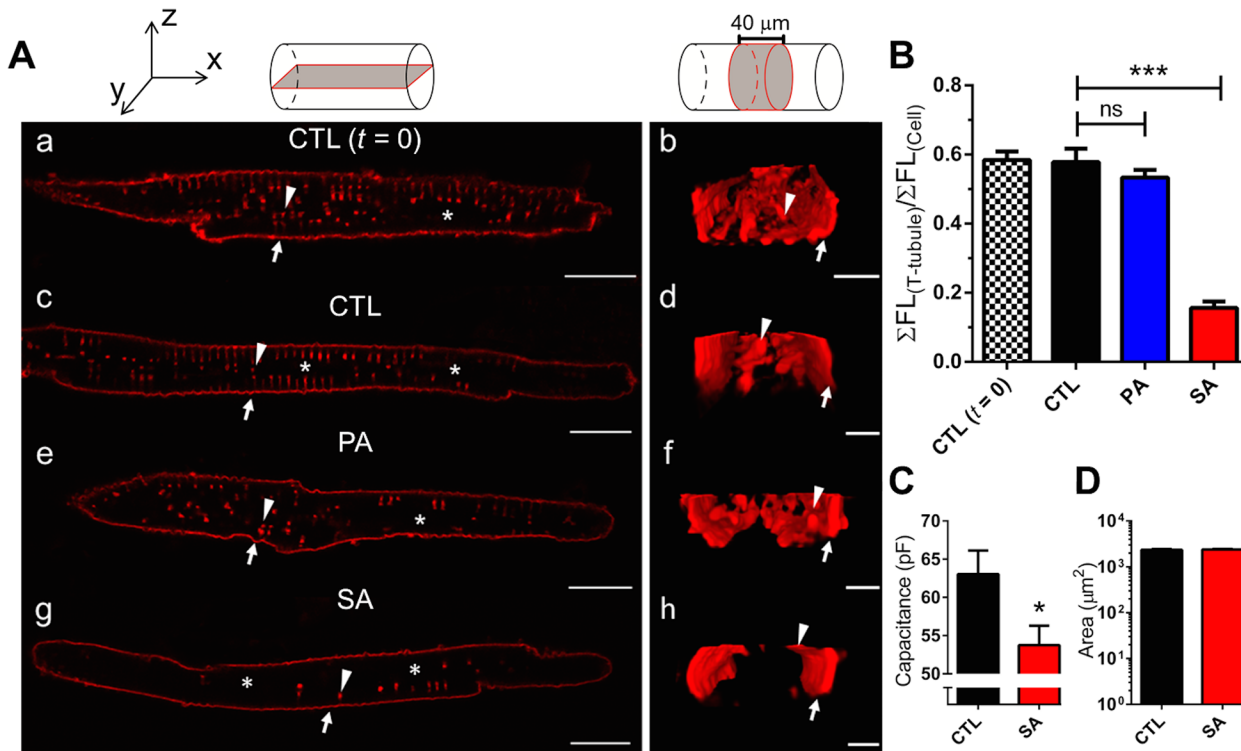 A
z
x
y
40 μm
a
CTL (t = 0)
b
c
CTL
d
e
PA
f
g
SA
h
*
*
*
*
*
*
B
***
ns
0.8
0.6
0.4
0.2
0.0
ΣFL(T-tubule)/ΣFL(Cell)
CTL (t = 0)
CTL
PA
SA
C
70
65
60
55
50
Capacitance (pF)
*
CTL
SA
D
10⁴
10³
10²
10¹
10⁰
Area (μm²)
CTL
SA